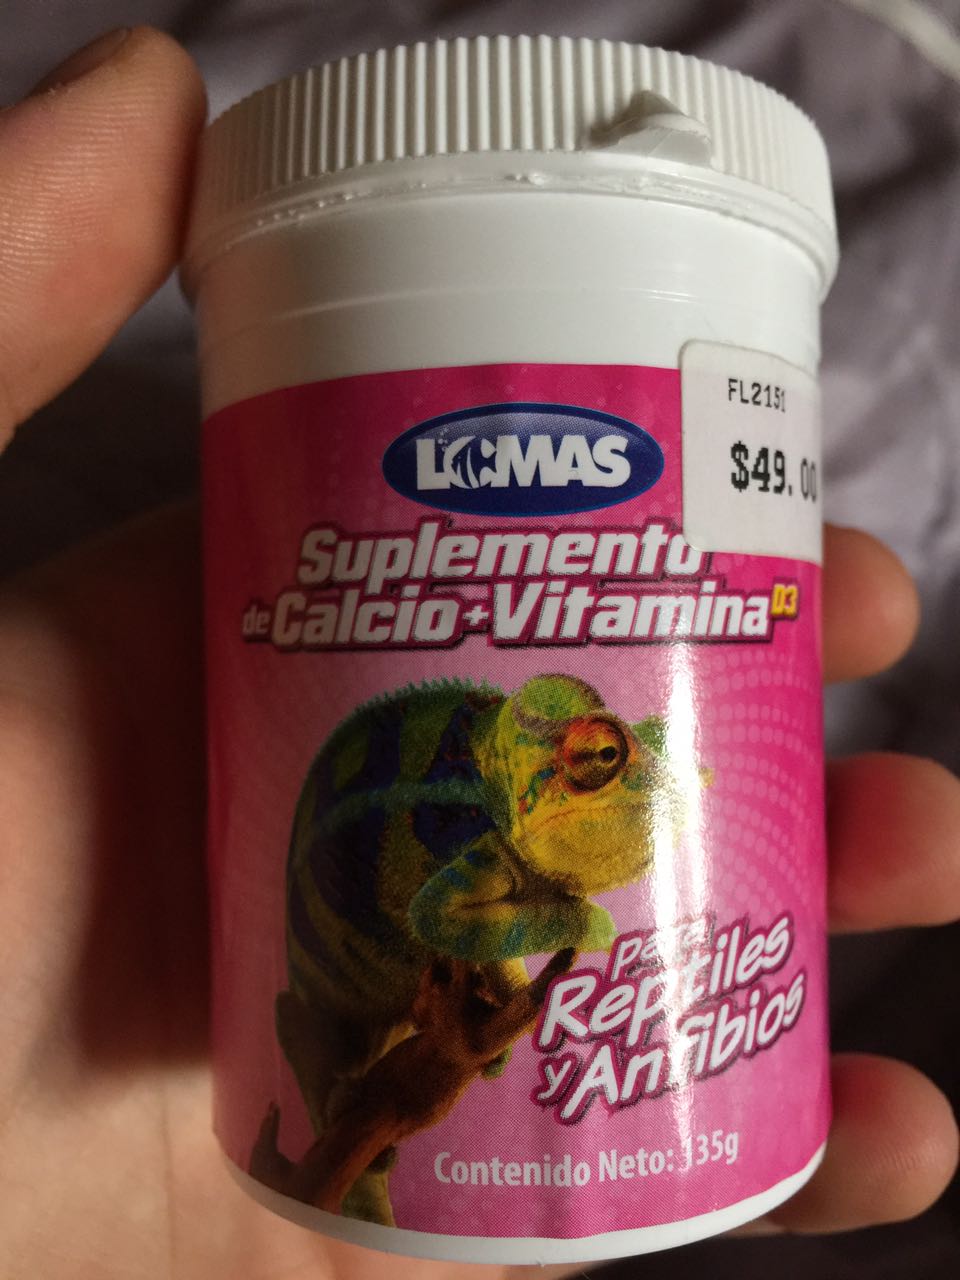 FL2151
$49.00
LOMAS
Suplemento
de Calcio + Vitamina D3
Para
Reptiles
y Anfibios
Contenido Neto: 135g